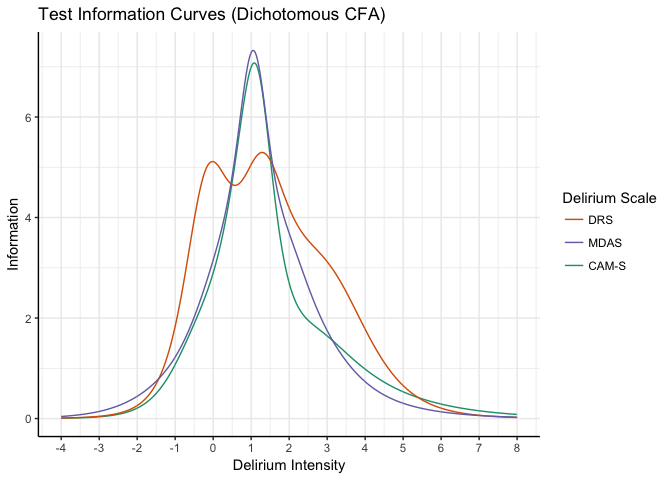 Test Information Curves (Dichotomous CFA)
Information
6
4
2
0
-4 -3 -2 -1 0 1 2 3 4 5 6 7 8
Delirium Intensity
Delirium Scale
DRS
MDAS
CAM-S